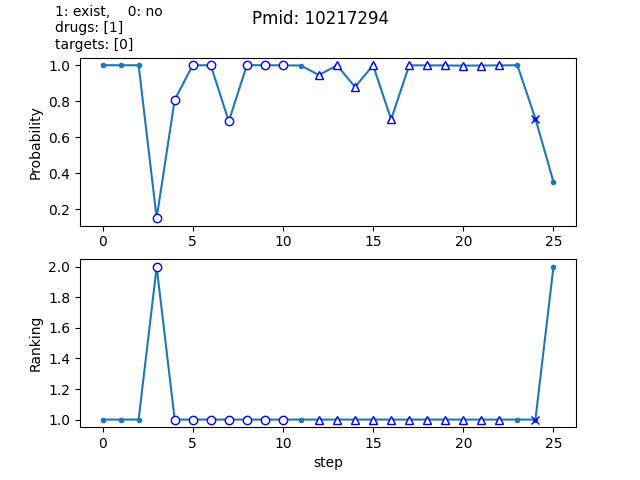 1: exist,    0: no
drugs: [1]
targets: [0]
Pmid: 10217294
Probability
1.0
0.8
0.6
0.4
0.2
0 5 10 15 20 25
Ranking
2.0
1.8
1.6
1.4
1.2
1.0
0 5 10 15 20 25
step